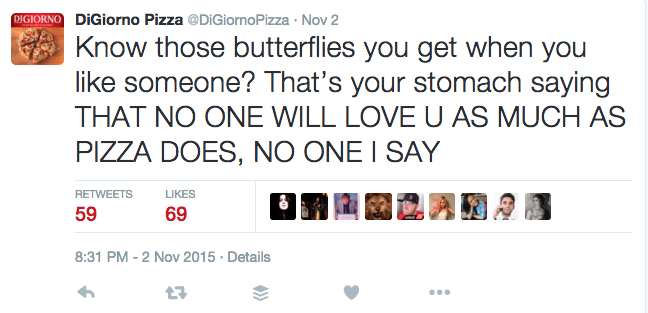 DIGIORNO
DiGiorno Pizza @DiGiornoPizza · Nov 2
Know those butterflies you get when you
like someone? That's your stomach saying
THAT NO ONE WILL LOVE U AS MUCH AS
PIZZA DOES, NO ONE I SAY
RETWEETS LIKES
59 69
8:31 PM - 2 Nov 2015 · Details